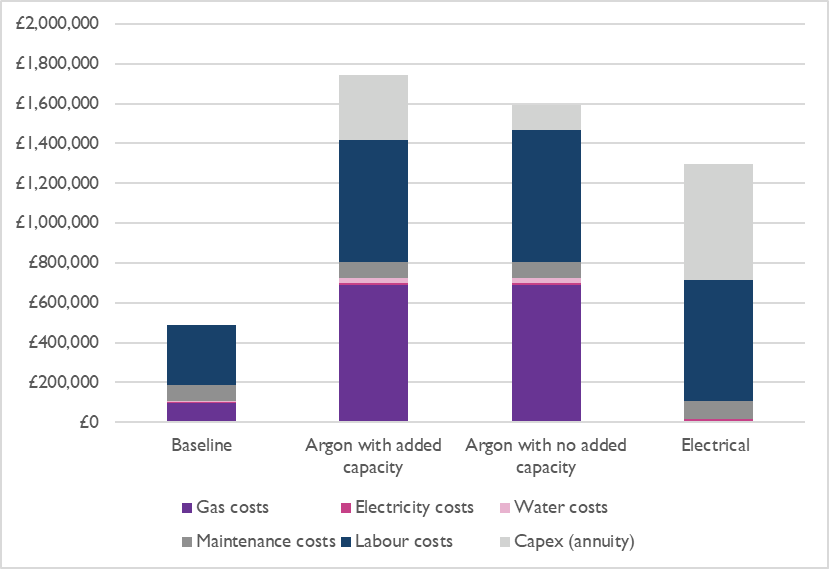 £2,000,000
£1,800,000
£1,600,000
£1,400,000
£1,200,000
£1,000,000
£800,000
£600,000
£400,000
£200,000
£0
Baseline
Argon with added
capacity
Argon with no added
capacity
Electrical
Gas costs
Electricity costs
Water costs
Maintenance costs
Labour costs
Capex (annuity)